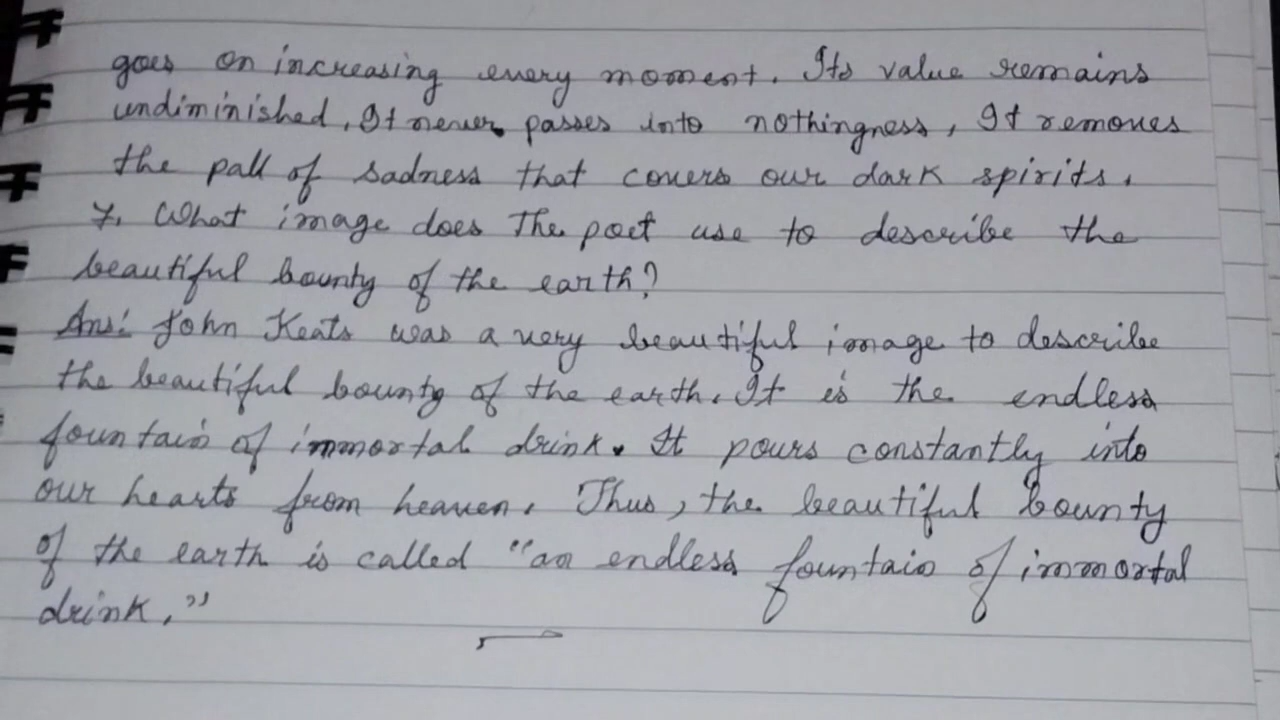 goes on increasing every moment. Its value remains
undiminished. It never passes into nothingness, It removes
the pall of sadness that covers our dark spirits.
7. What image does The poet use to describe the
beautiful bounty of the earth?
Ans: John Keats was a very beautiful image to describe
the beautiful bounty of the earth. It is the endless
fountain of immortal drink. It pours constantly into
our hearts from heaven. Thus, the beautiful bounty
of the earth is called "an endless fountain of immortal
drink."